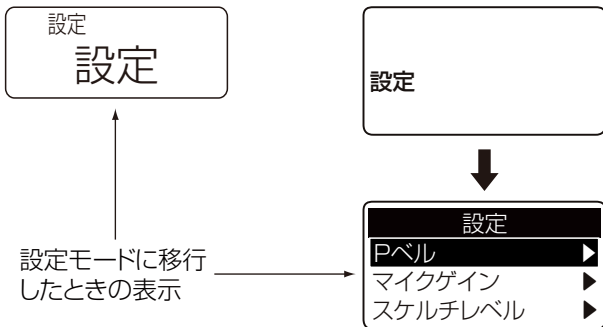 設定
設定
設定
設定
Pベル
マイクゲイン
スケルチレベル
設定モードに移行
したときの表示